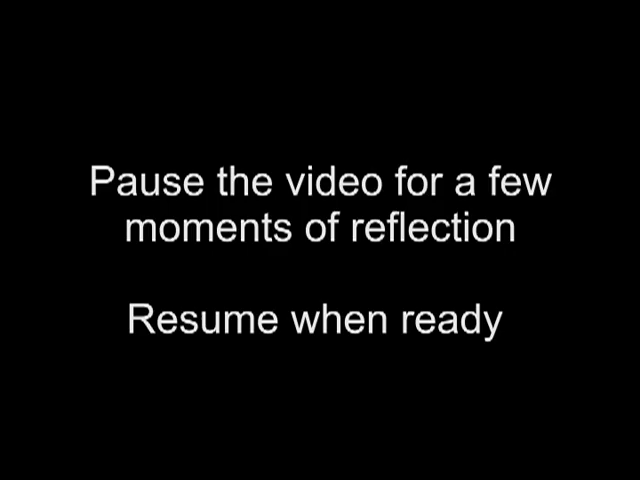 Pause the video for a few
moments of reflection
Resume when ready